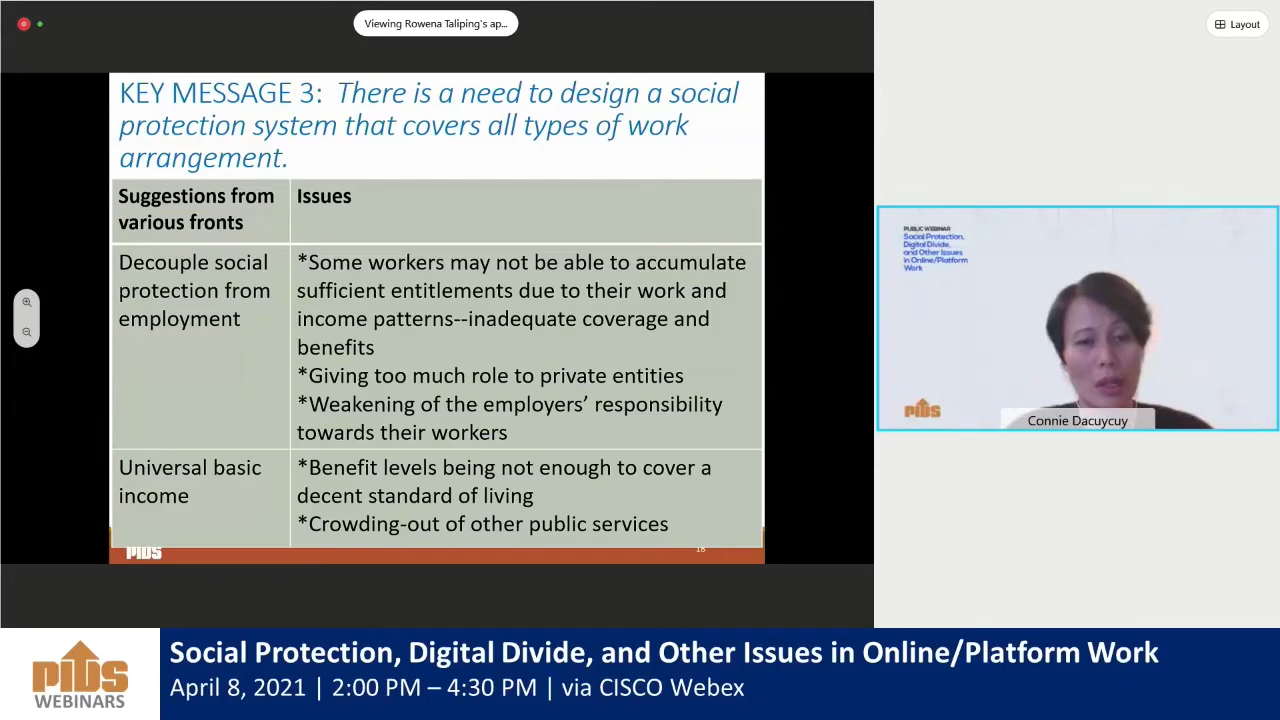 Viewing Rowena Taliping's ap...
Layout
KEY MESSAGE 3: There is a need to design a social
protection system that covers all types of work
arrangement.
Suggestions from
various fronts
Issues
Decouple social
protection from
employment
*Some workers may not be able to accumulate
sufficient entitlements due to their work and
income patterns--inadequate coverage and
benefits
*Giving too much role to private entities
*Weakening of the employers’ responsibility
towards their workers
Universal basic
income
*Benefit levels being not enough to cover a
decent standard of living
*Crowding-out of other public services
PIDS
18
PUBLIC WEBINAR
Social Protection,
Digital Divide,
and Other Issues
in Online/Platform
Work
PIDS
Connie Dacuycuy
PIDS
WEBINARS
Social Protection, Digital Divide, and Other Issues in Online/Platform Work
April 8, 2021 | 2:00 PM – 4:30 PM | via CISCO Webex